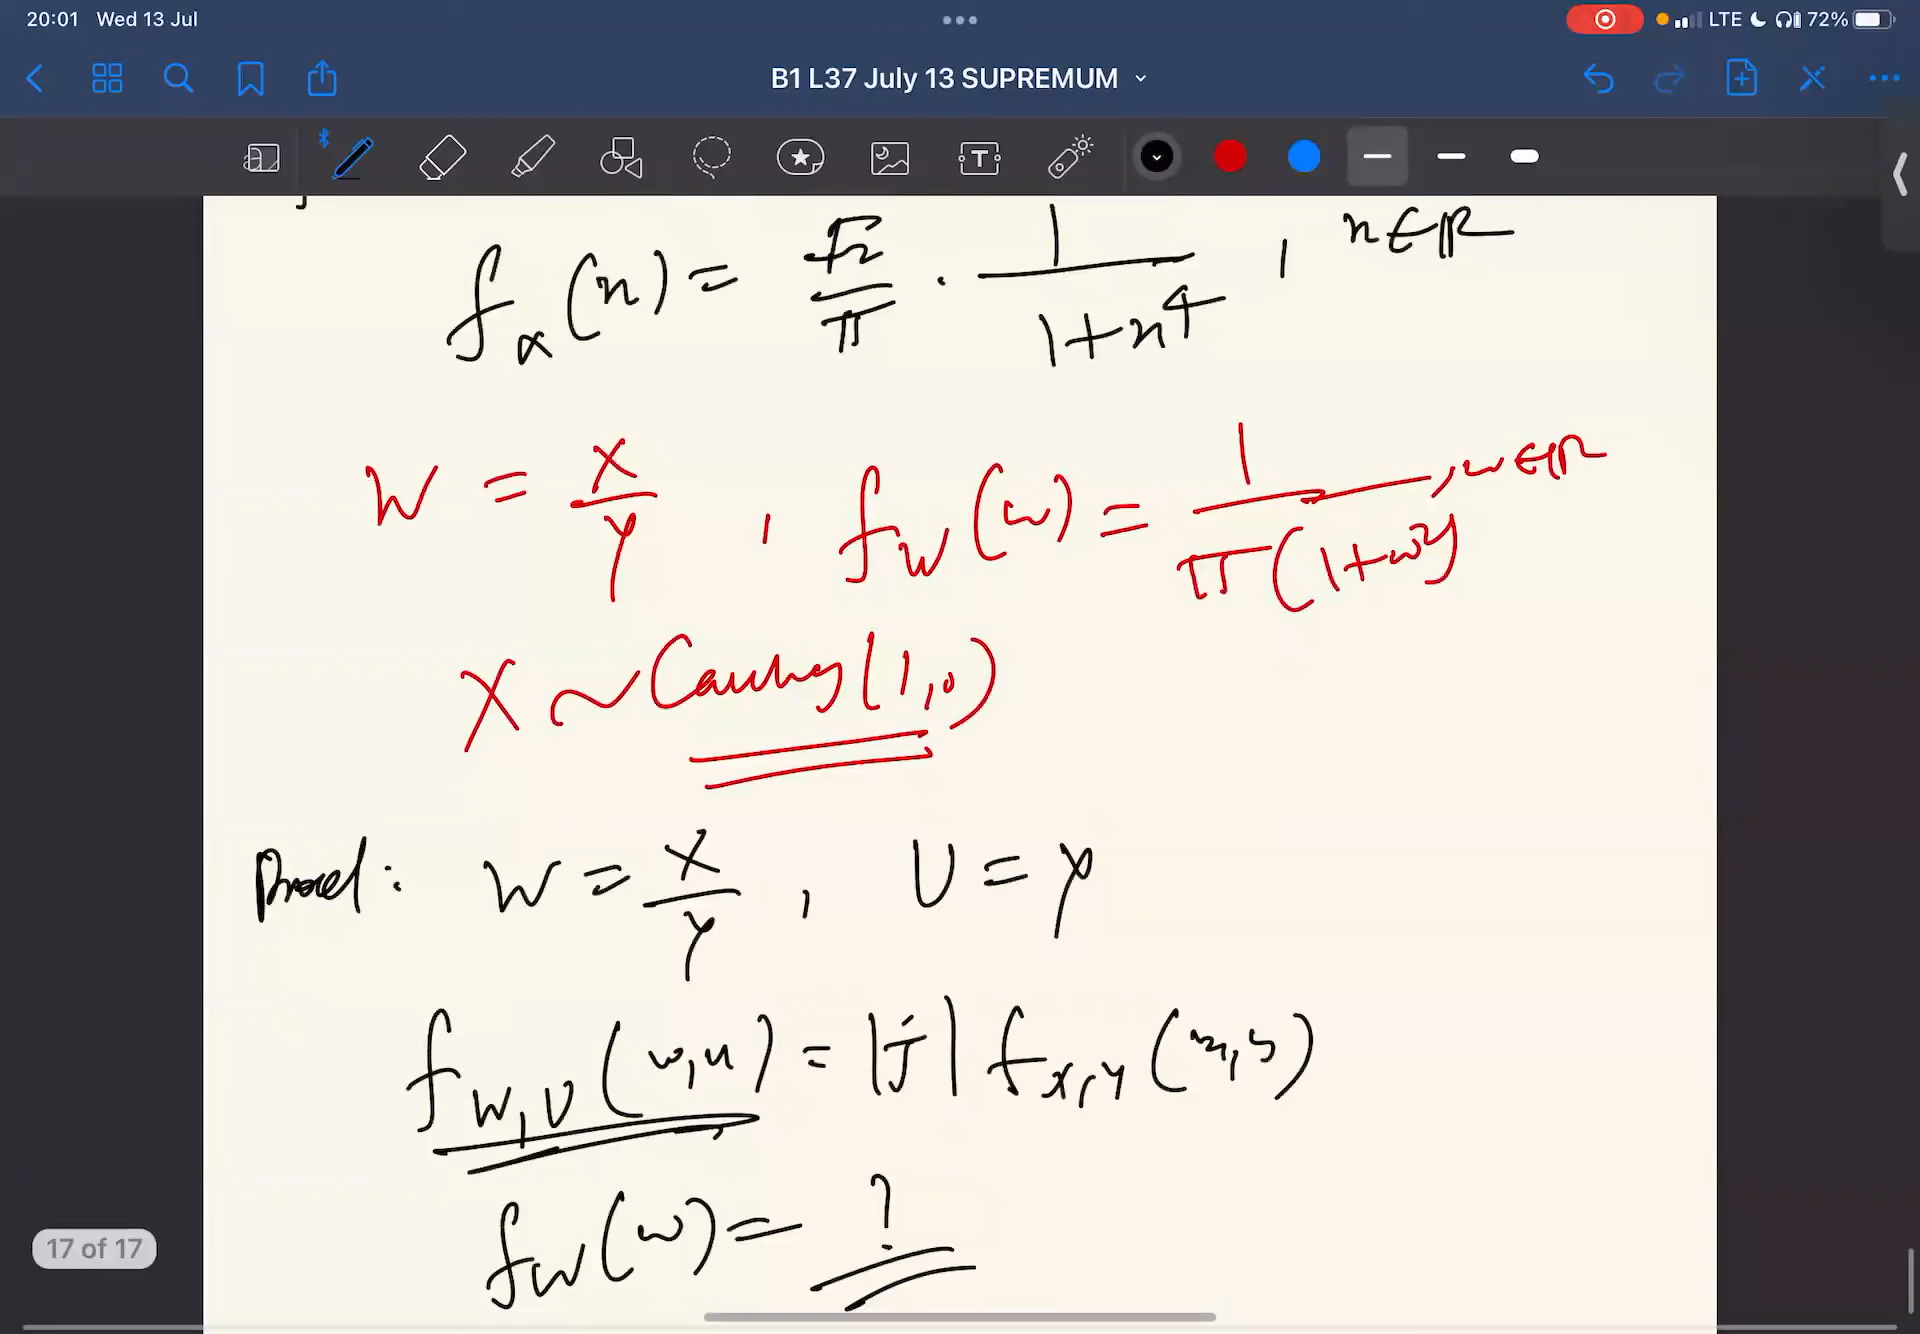 20:01 Wed 13 Jul LTE 72%
B1 L37 July 13 SUPREMUM
f_X(x) = √2/π · 1/(1+x⁴), x∈ℝ
W = X/Y, f_W(w) = 1/(π(1+w²)), w∈ℝ
X ~ Cauchy(1,0)
Proof: W = X/Y, U = Y
f_{W,U}(w,u) = |J| f_{X,Y}(x,y)
f_W(w) = ?
17 of 17